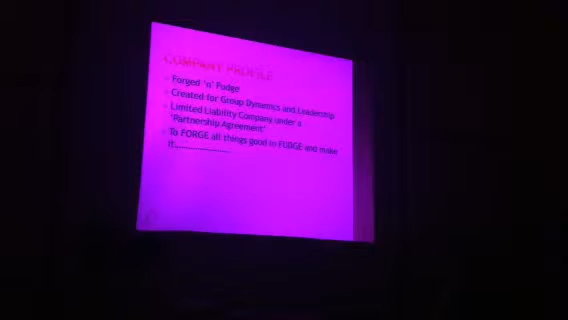 COMPANY PROFILE
Forged 'n' Fudge
Created for Group Dynamics and Leadership
Limited Liability Company under a
'Partnership Agreement'
To FORGE all things good in FUDGE and make
it......................